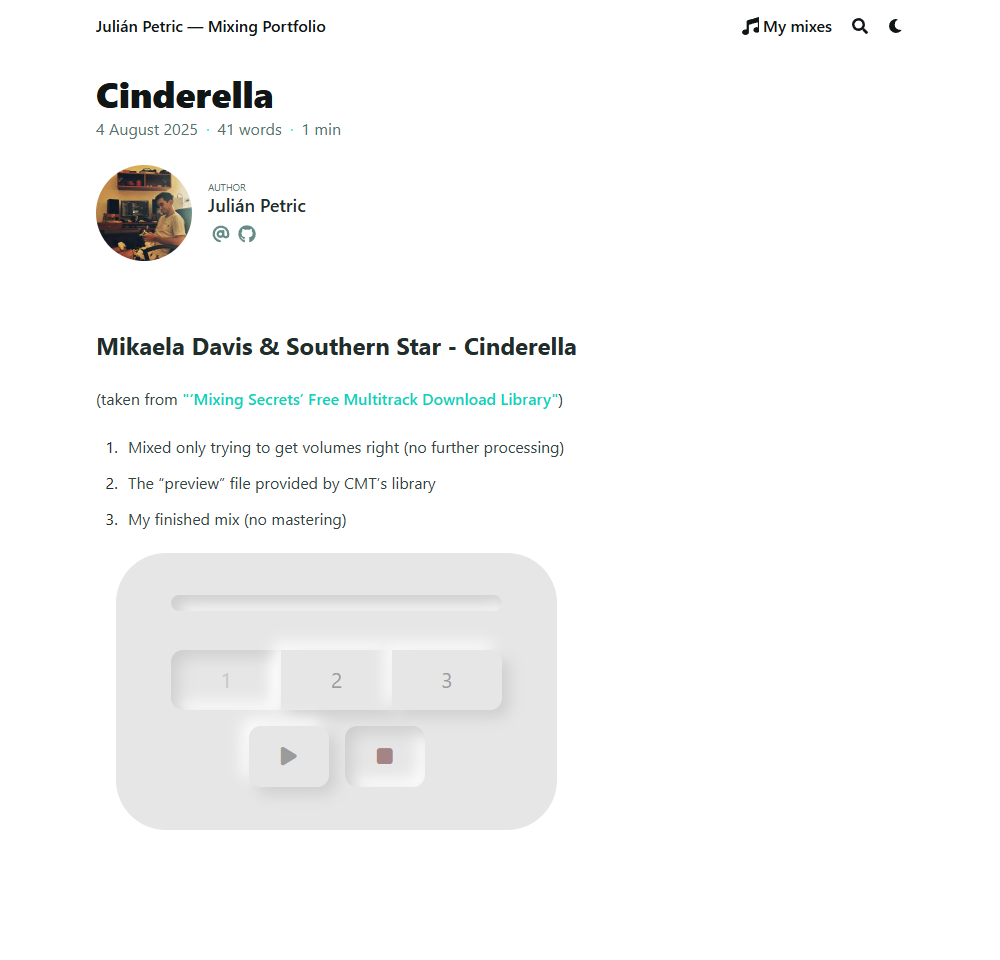 Julián Petric — Mixing Portfolio
My mixes
Cinderella
4 August 2025 · 41 words · 1 min
AUTHOR
Julián Petric
Mikaela Davis & Southern Star - Cinderella
(taken from "‘Mixing Secrets’ Free Multitrack Download Library")
1. Mixed only trying to get volumes right (no further processing)
2. The “preview” file provided by CMT’s library
3. My finished mix (no mastering)
1 2 3